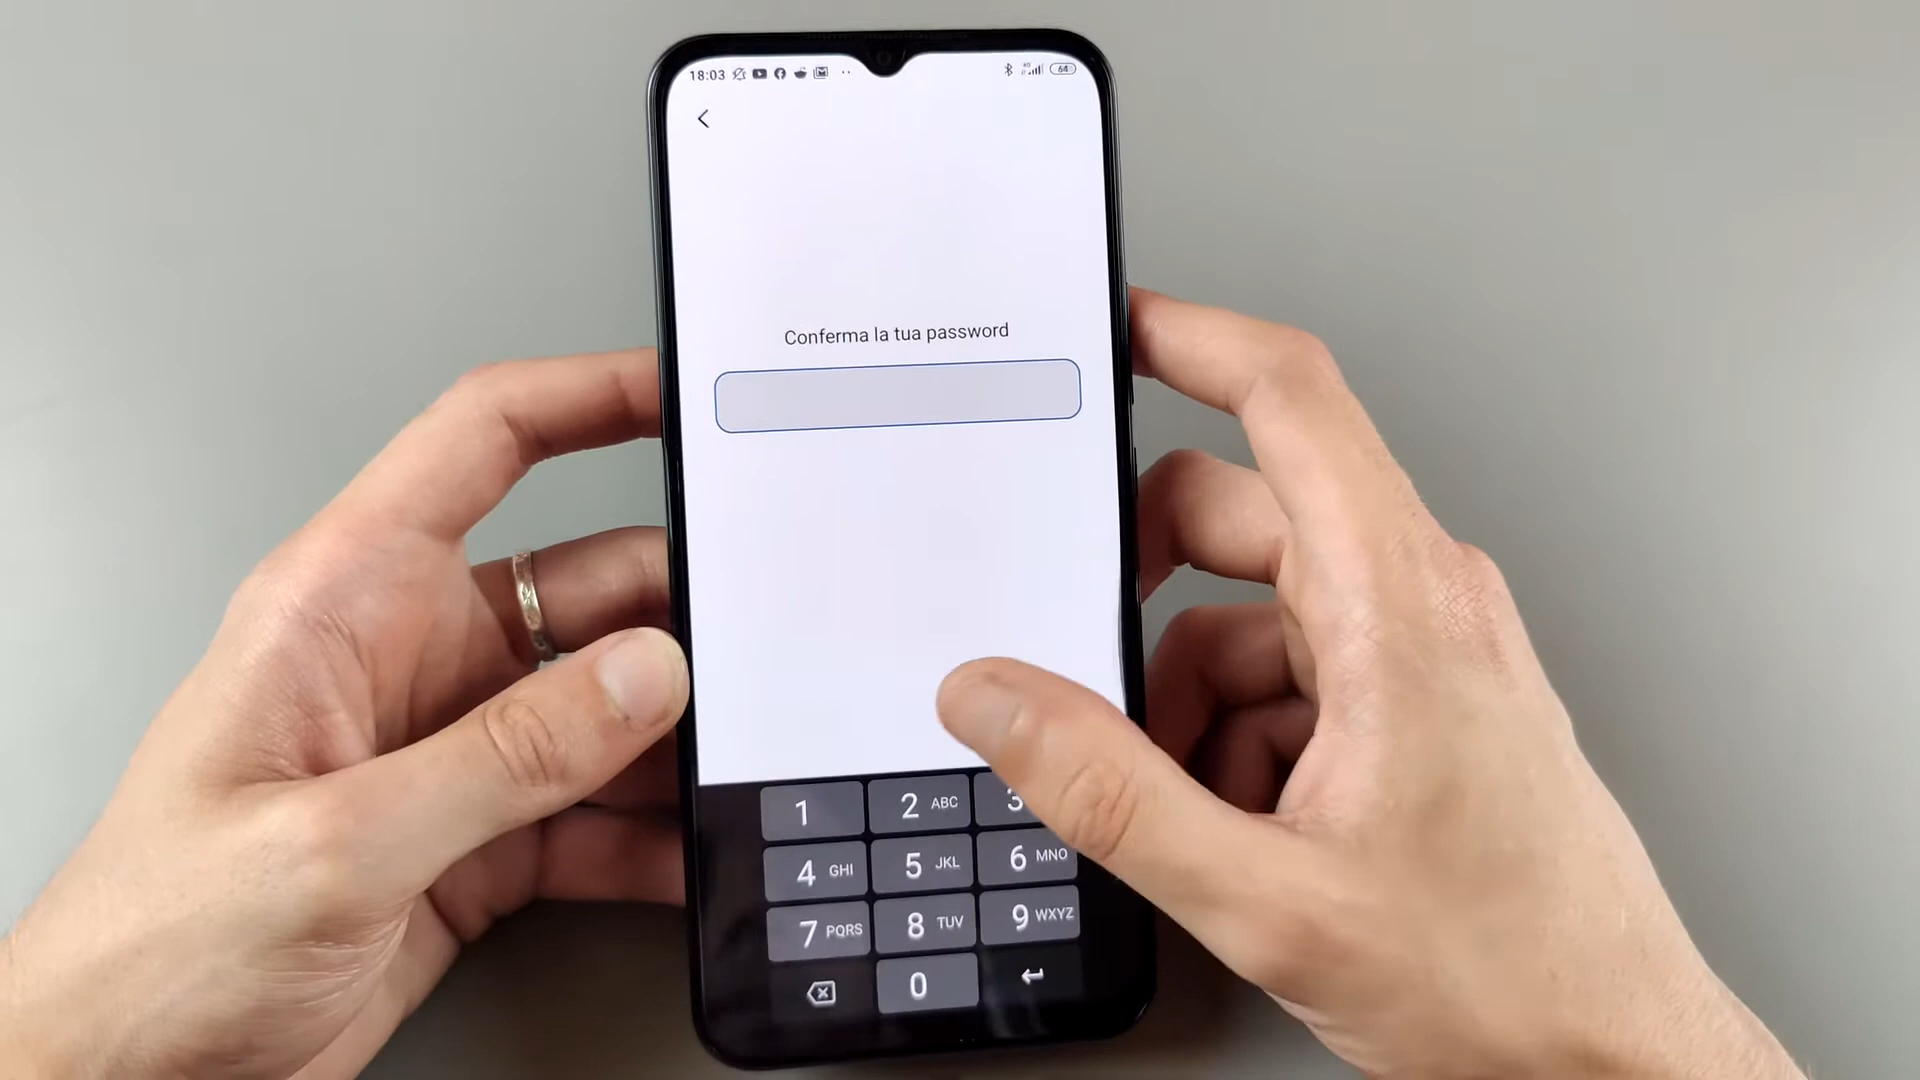 18:03
64
Conferma la tua password
1
2 ABC
3
4 GHI
5 JKL
6 MNO
7 PQRS
8 TUV
9 WXYZ
0